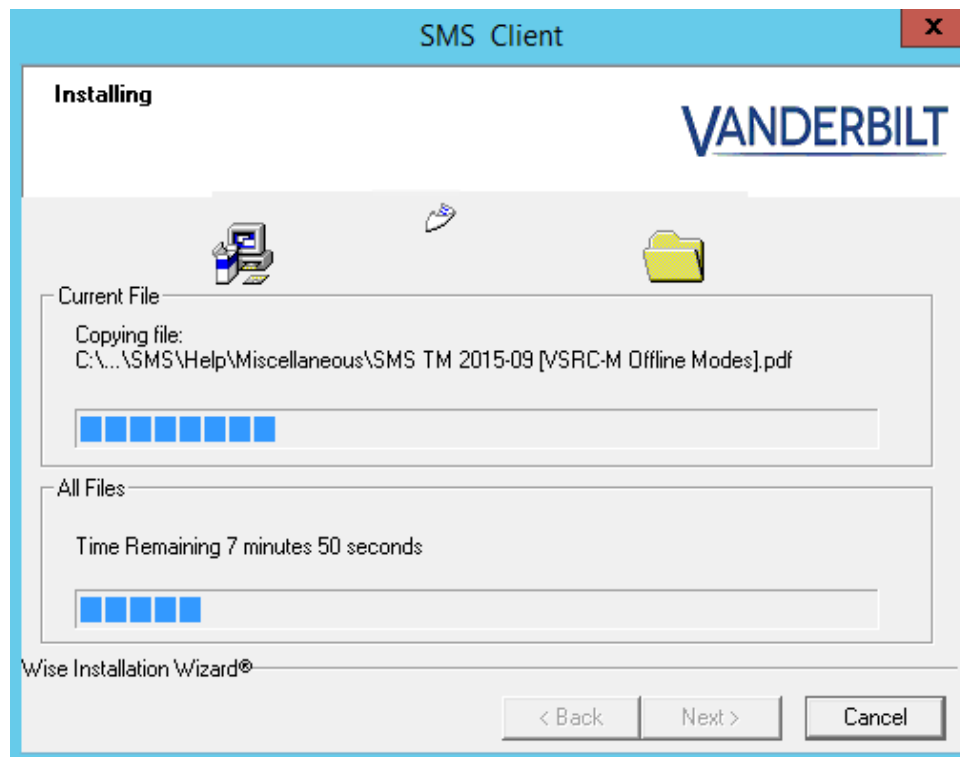 SMS Client
x
Installing
VANDERBILT
Current File
Copying file:
C:\...\SMS\Help\Miscellaneous\SMS TM 2015-09 [VSRC-M Offline Modes].pdf
All Files
Time Remaining 7 minutes 50 seconds
Wise Installation Wizard®
< Back
Next >
Cancel